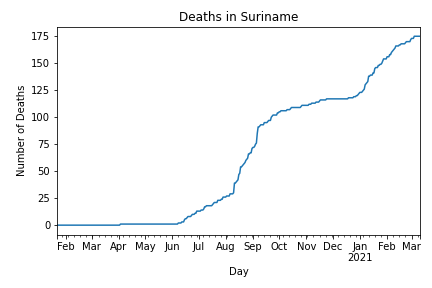 Deaths in Suriname
Number of Deaths
175
150
125
100
75
50
25
0
Feb Mar Apr May Jun Jul Aug Sep Oct Nov Dec Jan Feb Mar
2021
Day